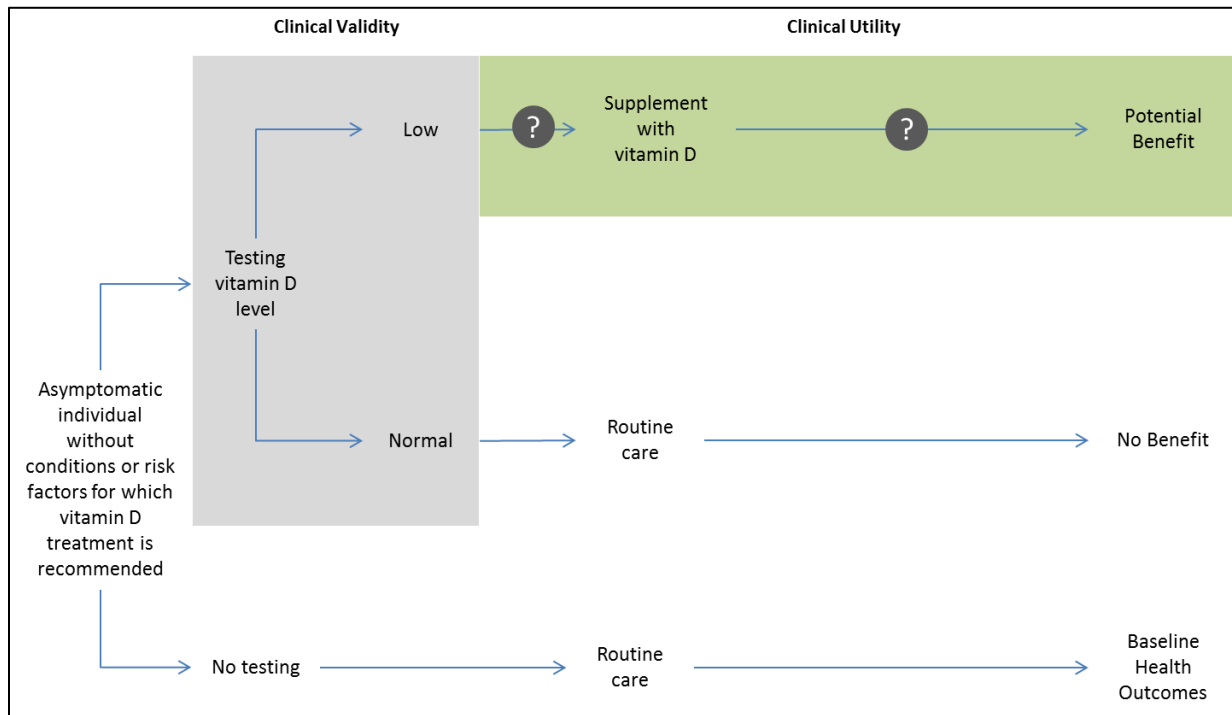 Clinical Validity
Clinical Utility
Low
?
Supplement
with
vitamin D
?
Potential
Benefit
Testing
vitamin D
level
Asymptomatic
individual
without
conditions or risk
factors for which
vitamin D
treatment is
recommended
Normal
Routine
care
No Benefit
No testing
Routine
care
Baseline
Health
Outcomes